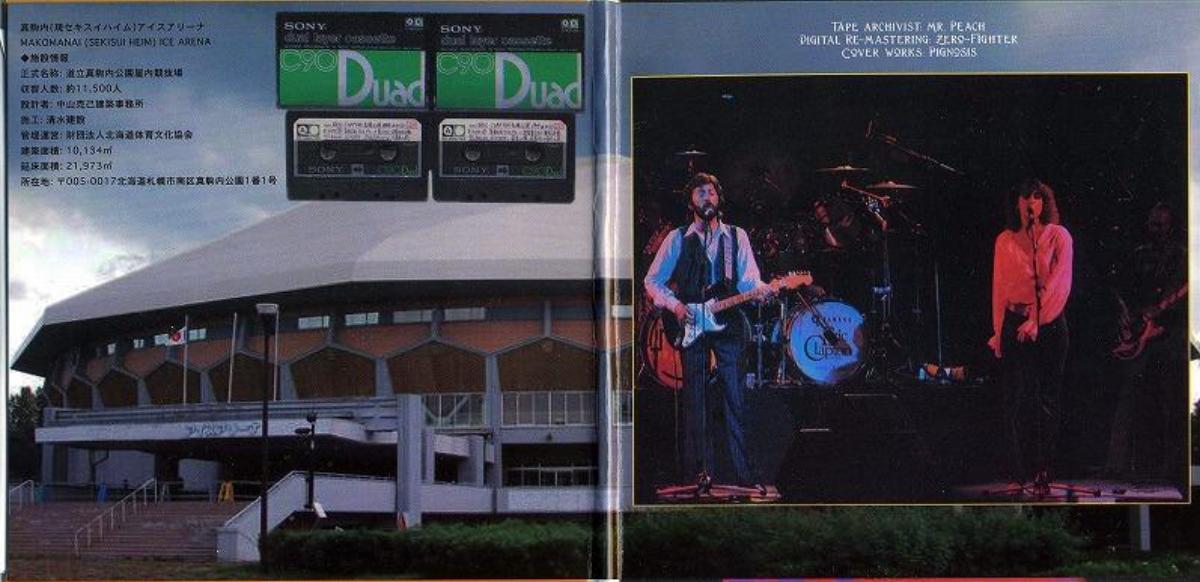 真駒内(現セキスイハイム)アイスアリーナ
MAKOMANAI (SEKISUI HEIM) ICE ARENA
◆施設情報
正式名称: 道立真駒内公園屋内競技場
収容人数: 約11,500人
設計者: 中山克己建築事務所
施工: 清水建設
管理運営: 財団法人北海道体育文化協会
建築面積: 10,134㎡
延床面積: 21,973㎡
所在地: 〒005-0017北海道札幌市南区真駒内公園1番1号
SONY
dual layer cassette
C90 Duad
SONY
dual layer cassette
C90 Duad
SONY
SONY
TAPE ARCHIVIST: MR. PEACH
DIGITAL RE-MASTERING: ZERO-FIGHTER
COVER WORKS: PIGNOSIS
YAMAHA
Eric
Clapton